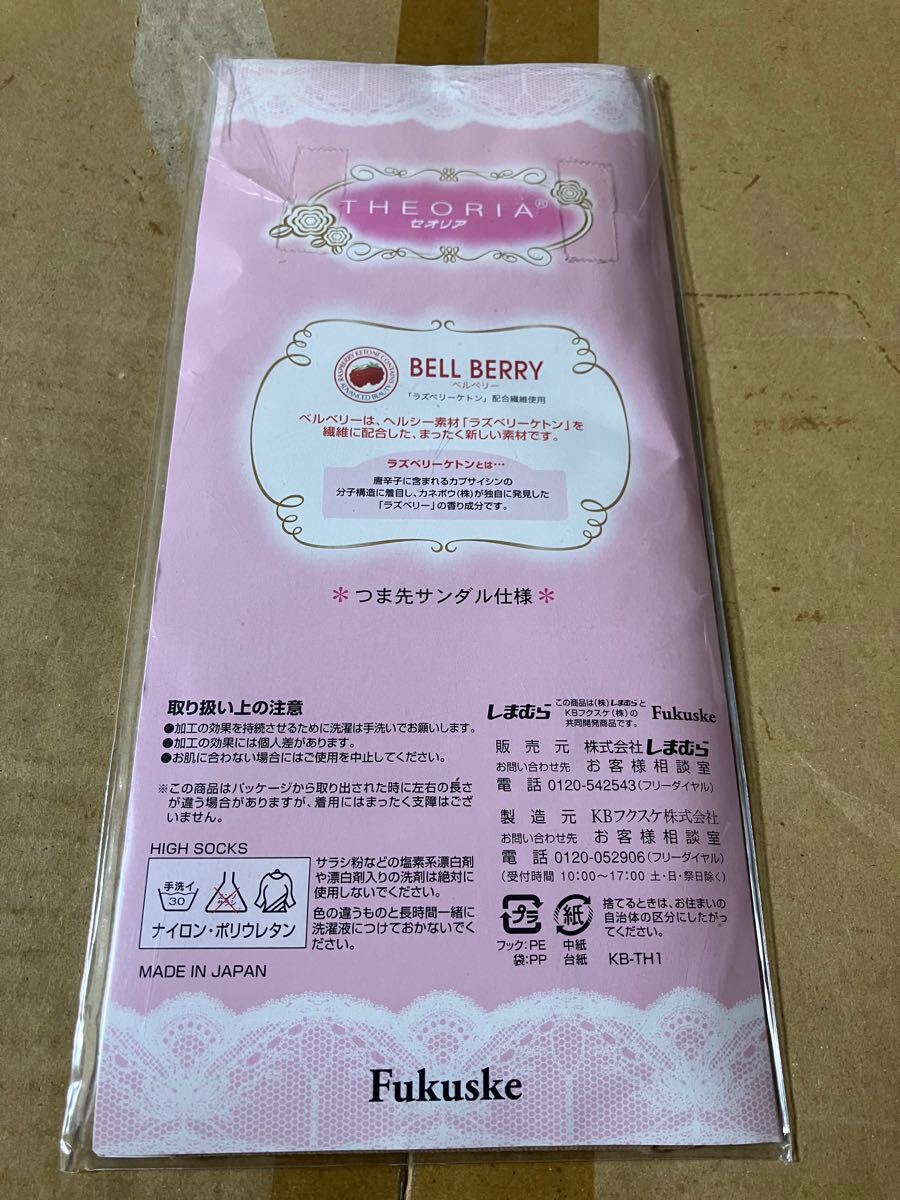 THEORIA®
セオリア
RASPBERRY KETONE CONTAINS
ADVANCED BEAUTY
BELL BERRY
ベルベリー
「ラズベリーケトン」配合繊維使用
ベルベリーは、ヘルシー素材「ラズベリーケトン」を
繊維に配合した、まったく新しい素材です。
ラズベリーケトンとは…
唐辛子に含まれるカプサイシンの
分子構造に着目し、カネボウ(株)が独自に発見した
「ラズベリー」の香り成分です。
＊つま先サンダル仕様＊
取り扱い上の注意
●加工の効果を持続させるために洗濯は手洗いでお願いします。
●加工の効果には個人差があります。
●お肌に合わない場合にはご使用を中止してください。
※この商品はパッケージから取り出された時に左右の長さ
が違う場合がありますが、着用にはまったく支障はござ
いません。
HIGH SOCKS
手洗イ
30
エンソ
サラシ
ナイロン・ポリウレタン
サラシ粉などの塩素系漂白剤
や漂白剤入りの洗剤は絶対に
使用しないでください。
色の違うものと長時間一緒に
洗濯液につけておかないでく
ださい。
MADE IN JAPAN
しまむら
この商品は(株)しまむらと
KBフクスケ(株)の
共同開発商品です。
Fukuske
販売元 株式会社しまむら
お問い合わせ先 お客様相談室
電話 0120-542543(フリーダイヤル)
製造元 KBフクスケ株式会社
お問い合わせ先 お客様相談室
電話 0120-052906(フリーダイヤル)
(受付時間 10:00〜17:00 土・日・祭日除く)
プラ
紙
捨てるときは、お住まいの
自治体の区分にしたがっ
てください。
フック:PE 中紙
袋:PP 台紙 KB-TH1
Fukuske